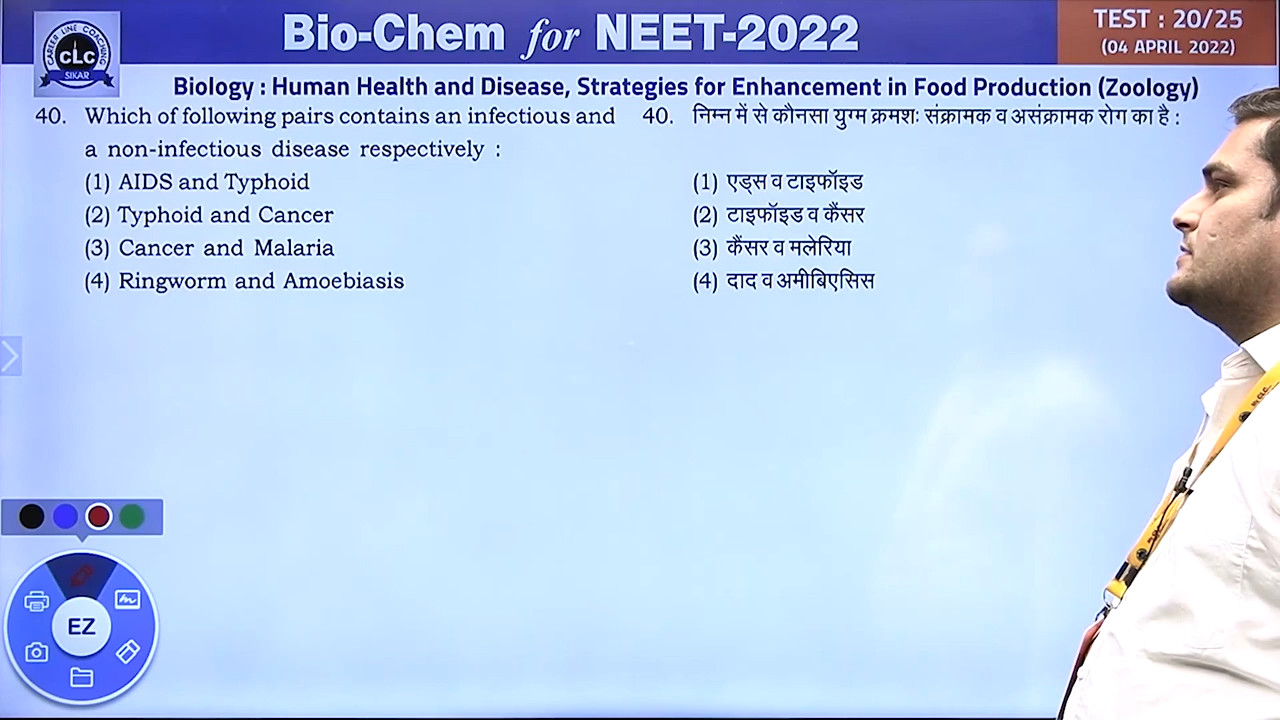 Bio-Chem for NEET-2022
TEST : 20/25
(04 APRIL 2022)
CAREER LINE COACHING
CLC
SIKAR
Biology : Human Health and Disease, Strategies for Enhancement in Food Production (Zoology)
40. Which of following pairs contains an infectious and
a non-infectious disease respectively :
(1) AIDS and Typhoid
(2) Typhoid and Cancer
(3) Cancer and Malaria
(4) Ringworm and Amoebiasis
40. निम्न में से कौनसा युग्म क्रमशः संक्रामक व असंक्रामक रोग का है :
(1) एड्स व टाइफॉइड
(2) टाइफॉइड व कैंसर
(3) कैंसर व मलेरिया
(4) दाद व अमीबिएसिस
EZ